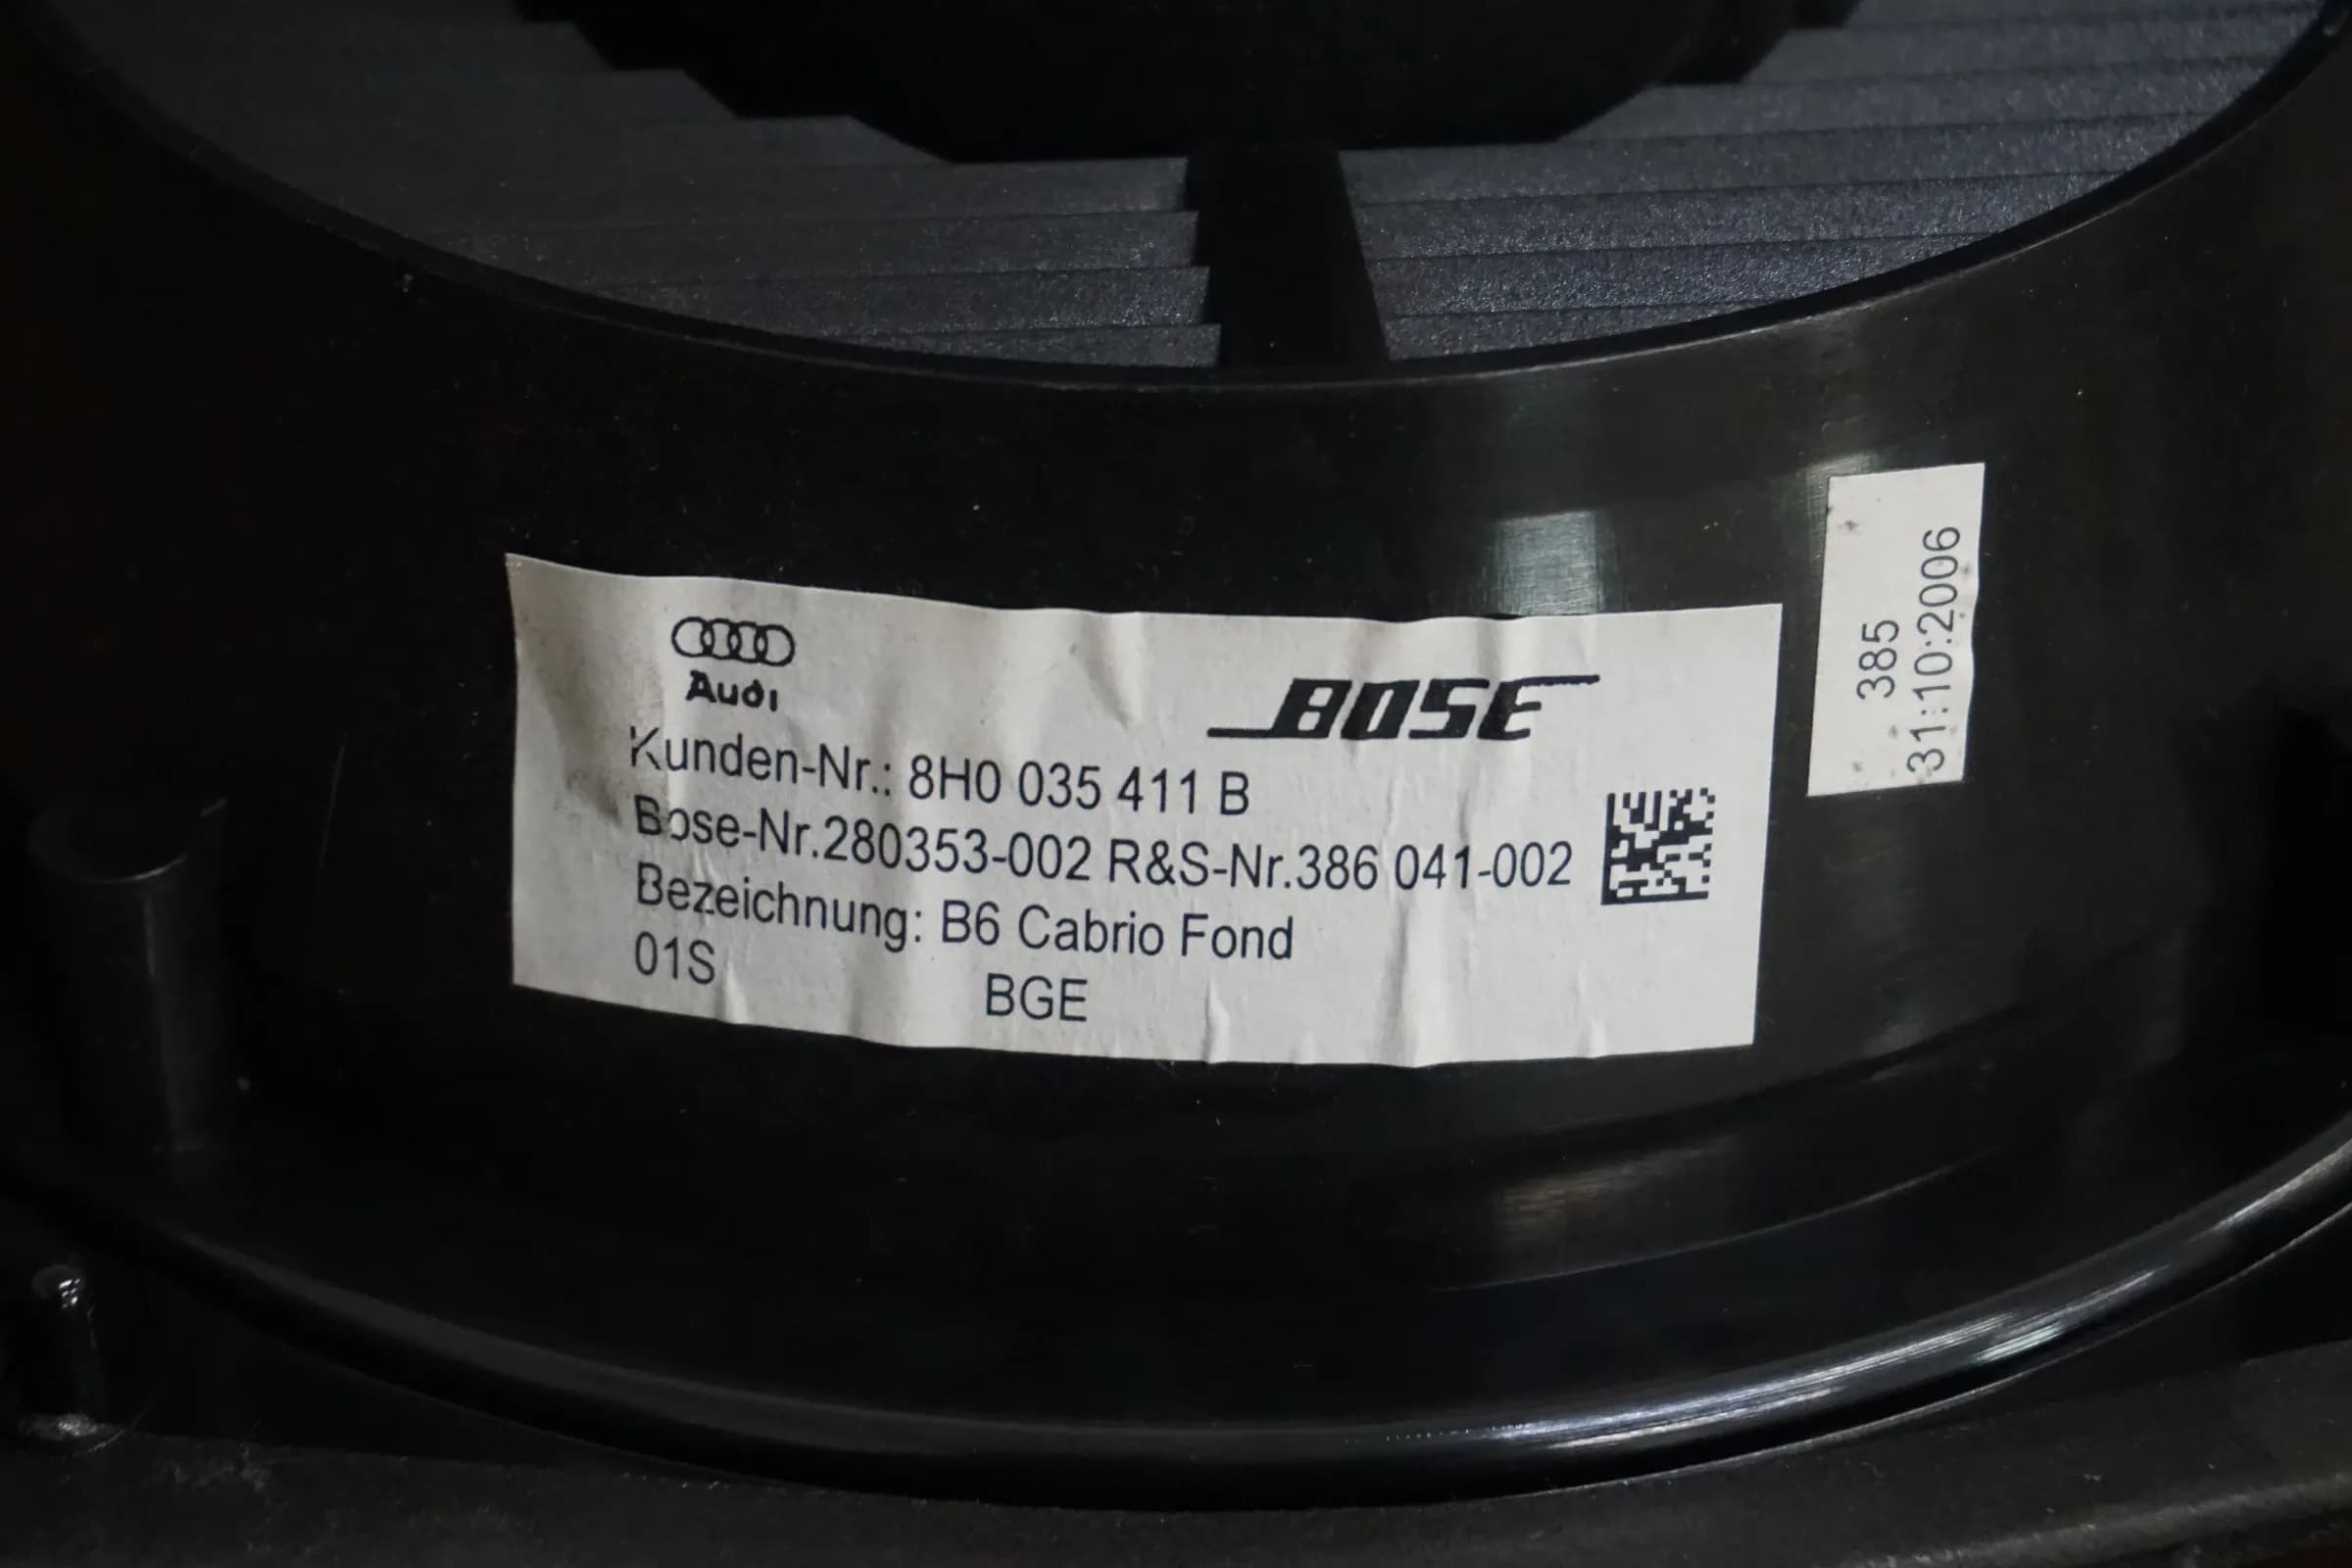 Audi
BOSE
Kunden-Nr.: 8H0 035 411 B
Bose-Nr.280353-002 R&S-Nr.386 041-002
Bezeichnung: B6 Cabrio Fond
01S BGE
385
31:10:2006